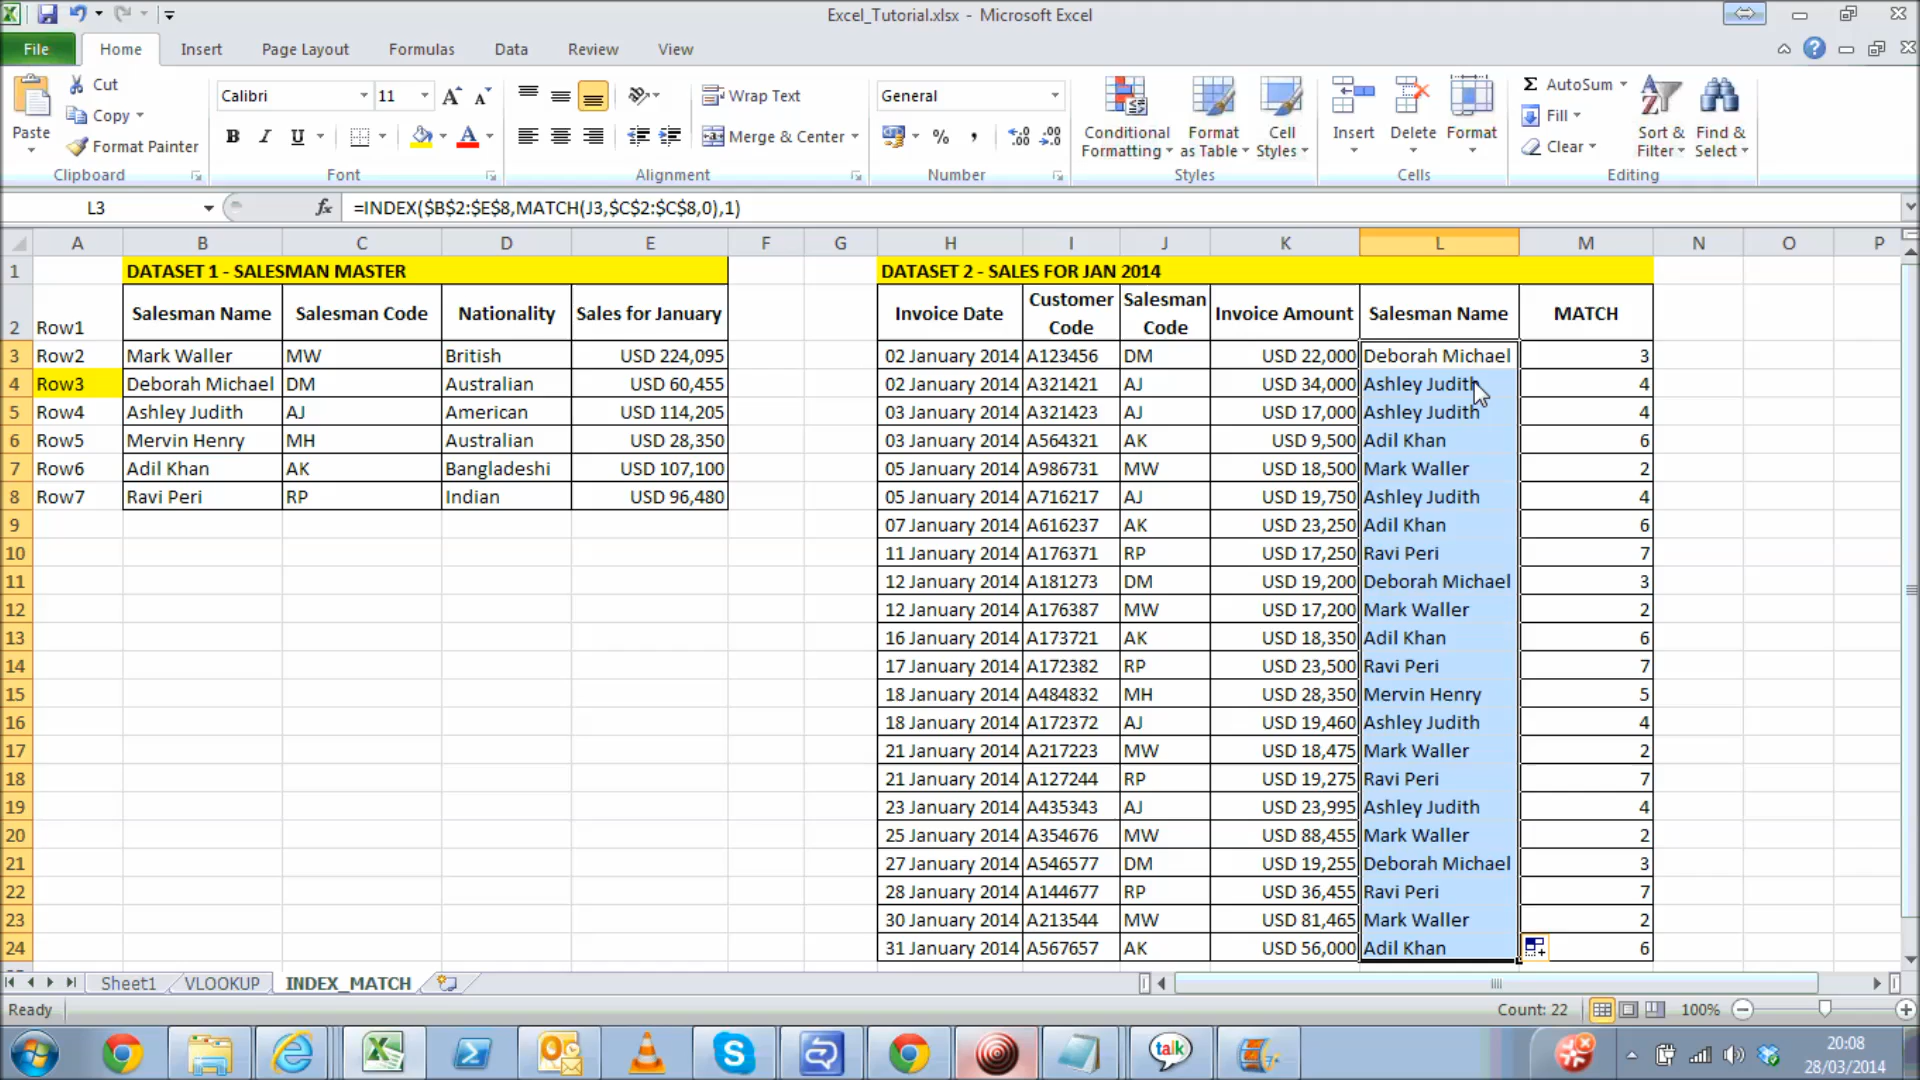 Excel_Tutorial.xlsx - Microsoft Excel
File Home Insert Page Layout Formulas Data Review View
Paste Cut Copy Format Painter
Clipboard
Calibri 11
B I U A
Font
Wrap Text
Merge & Center
Alignment
General
%
Number
Conditional Formatting Format as Table Cell Styles
Styles
Insert Delete Format
Cells
Σ AutoSum Fill Clear Sort & Filter Find & Select
Editing
L3 fx =INDEX($B$2:$E$8,MATCH(J3,$C$2:$C$8,0),1)
A B C D E F G H I J K L M N O P
1 DATASET 1 - SALESMAN MASTER DATASET 2 - SALES FOR JAN 2014
2 Row1 Salesman Name Salesman Code Nationality Sales for January Invoice Date Customer Code Salesman Code Invoice Amount Salesman Name MATCH
3 Row2 Mark Waller MW British USD 224,095 02 January 2014 A123456 DM USD 22,000 Deborah Michael 3
4 Row3 Deborah Michael DM Australian USD 60,455 02 January 2014 A321421 AJ USD 34,000 Ashley Judith 4
5 Row4 Ashley Judith AJ American USD 114,205 03 January 2014 A321423 AJ USD 17,000 Ashley Judith 4
6 Row5 Mervin Henry MH Australian USD 28,350 03 January 2014 A564321 AK USD 9,500 Adil Khan 6
7 Row6 Adil Khan AK Bangladeshi USD 107,100 05 January 2014 A986731 MW USD 18,500 Mark Waller 2
8 Row7 Ravi Peri RP Indian USD 96,480 05 January 2014 A716217 AJ USD 19,750 Ashley Judith 4
9 07 January 2014 A616237 AK USD 23,250 Adil Khan 6
10 11 January 2014 A176371 RP USD 17,250 Ravi Peri 7
11 12 January 2014 A181273 DM USD 19,200 Deborah Michael 3
12 12 January 2014 A176387 MW USD 17,200 Mark Waller 2
13 16 January 2014 A173721 AK USD 18,350 Adil Khan 6
14 17 January 2014 A172382 RP USD 23,500 Ravi Peri 7
15 18 January 2014 A484832 MH USD 28,350 Mervin Henry 5
16 18 January 2014 A172372 AJ USD 19,460 Ashley Judith 4
17 21 January 2014 A217223 MW USD 18,475 Mark Waller 2
18 21 January 2014 A127244 RP USD 19,275 Ravi Peri 7
19 23 January 2014 A435343 AJ USD 23,995 Ashley Judith 4
20 25 January 2014 A354676 MW USD 88,455 Mark Waller 2
21 27 January 2014 A546577 DM USD 19,255 Deborah Michael 3
22 28 January 2014 A144677 RP USD 36,455 Ravi Peri 7
23 30 January 2014 A213544 MW USD 81,465 Mark Waller 2
24 31 January 2014 A567657 AK USD 56,000 Adil Khan 6
Sheet1 VLOOKUP INDEX_MATCH
Ready Count: 22 100%
talk
20:08
28/03/2014